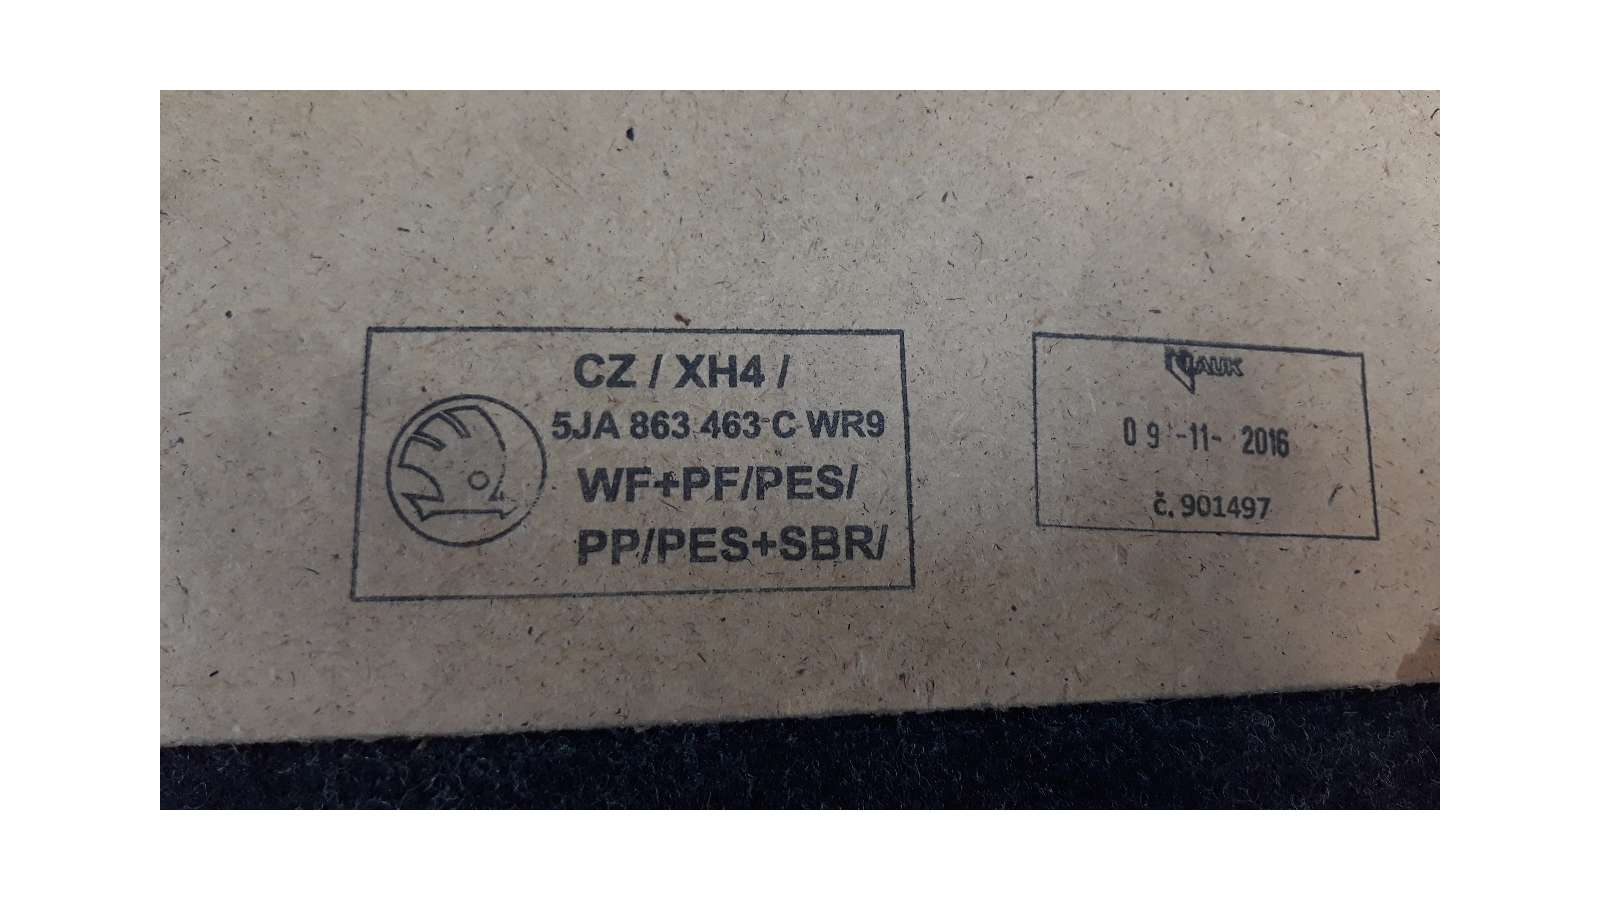 CZ / XH4 /
5JA 863 463 C WR9
WF+PF/PES/
PP/PES+SBR/
09 -11- 2016
č. 901497